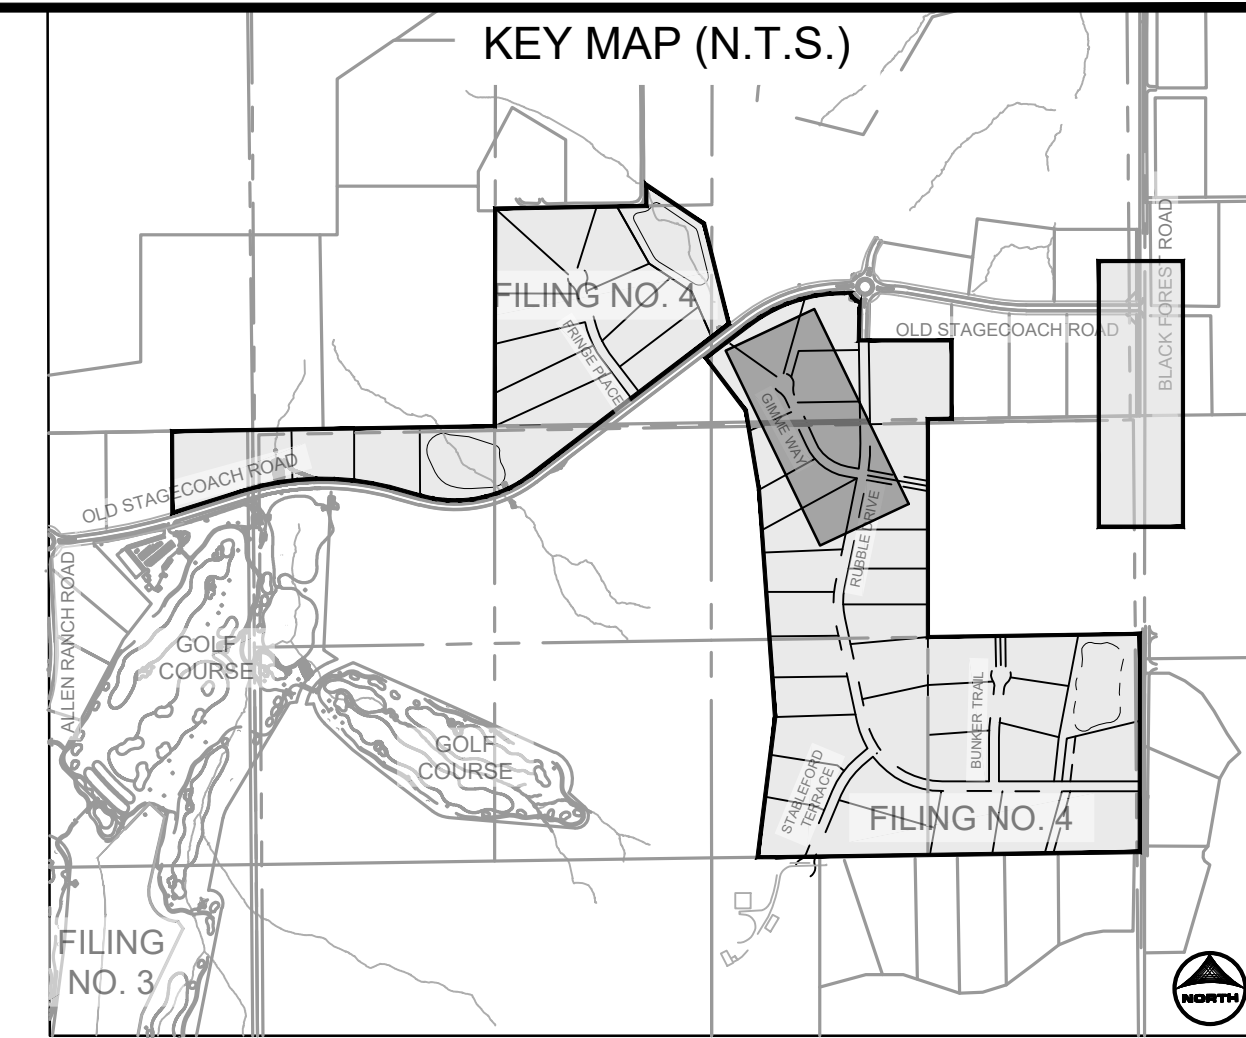 KEY MAP (N.T.S.)
BLACK FOREST ROAD
FILING NO. 4
OLD STAGECOACH ROAD
FRINGE PLACE
GIMME WAY
OLD STAGECOACH ROAD
RUBBLE DRIVE
ALLEN RANCH ROAD
GOLF
COURSE
BUNKER TRAIL
GOLF
COURSE
STABLEFORD
TERRACE
FILING NO. 4
FILING
NO. 3
NORTH